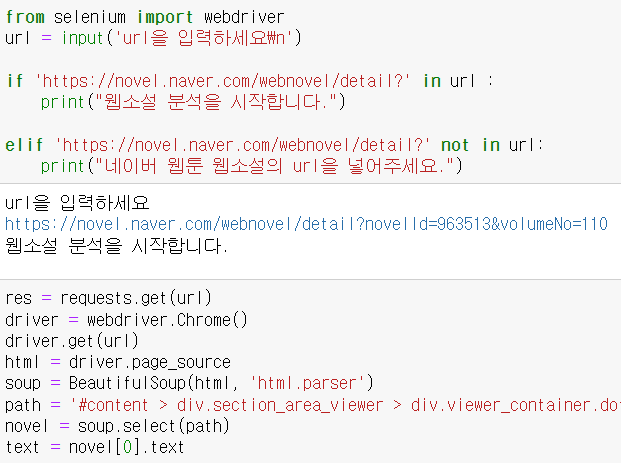 from selenium import webdriver
url = input('url을 입력하세요₩n')
if 'https://novel.naver.com/webnovel/detail?' in url :
print("웹소설 분석을 시작합니다.")
elif 'https://novel.naver.com/webnovel/detail?' not in url:
print("네이버 웹툰 웹소설의 url을 넣어주세요.")
url을 입력하세요
https://novel.naver.com/webnovel/detail?novelId=963513&volumeNo=110
웹소설 분석을 시작합니다.
res = requests.get(url)
driver = webdriver.Chrome()
driver.get(url)
html = driver.page_source
soup = BeautifulSoup(html, 'html.parser')
path = '#content > div.section_area_viewer > div.viewer_container.do
novel = soup.select(path)
text = novel[0].text